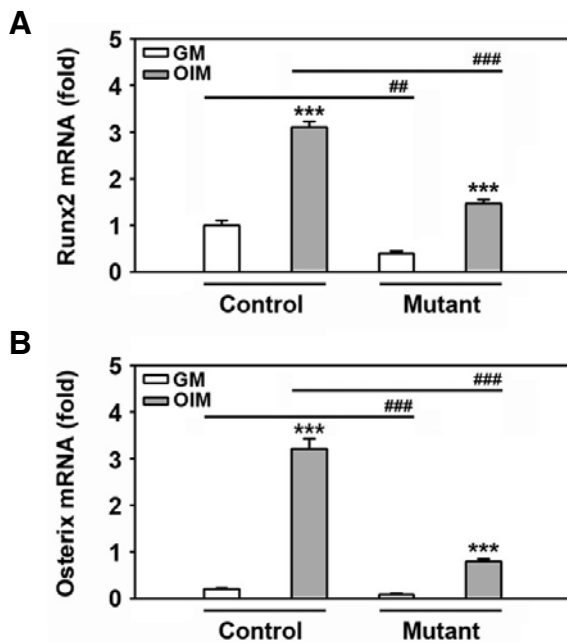 A
Runx2 mRNA (fold)
5
4
3
2
1
0
GM
OIM
###
##
***
***
Control
Mutant
B
Osterix mRNA (fold)
5
4
3
2
1
0
GM
OIM
###
###
***
***
Control
Mutant